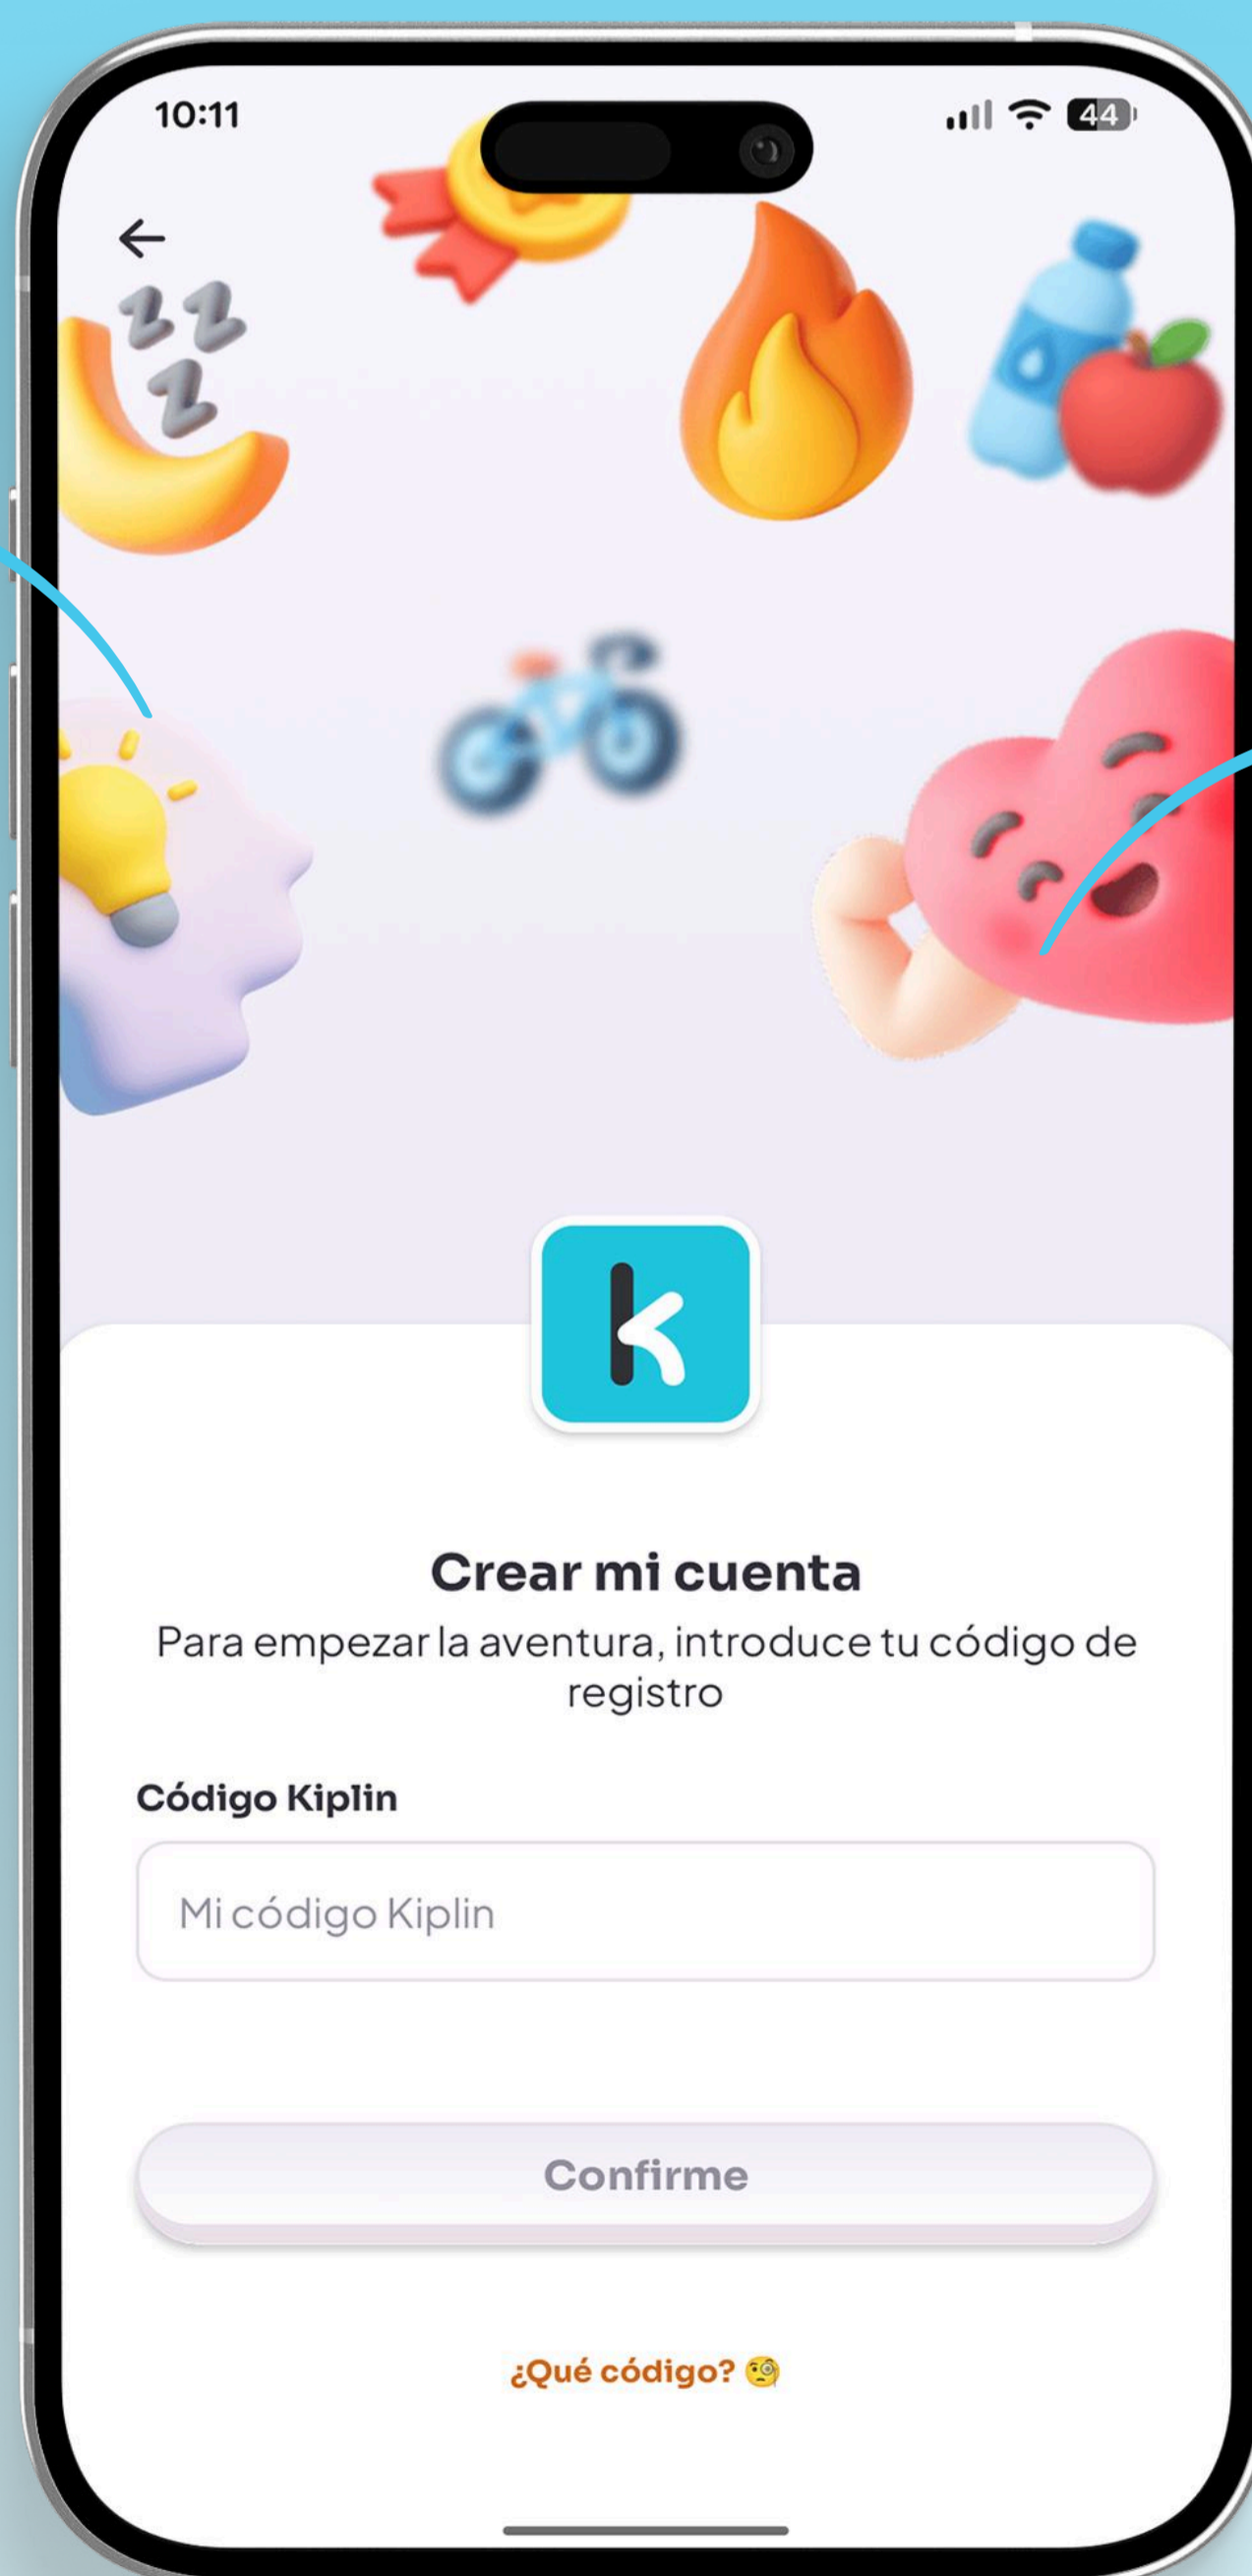 10:11
44
Z Z
Z
k
Crear mi cuenta
Para empezar la aventura, introduce tu código de
registro
Código Kiplin
Mi código Kiplin
Confirme
¿Qué código? 🧐